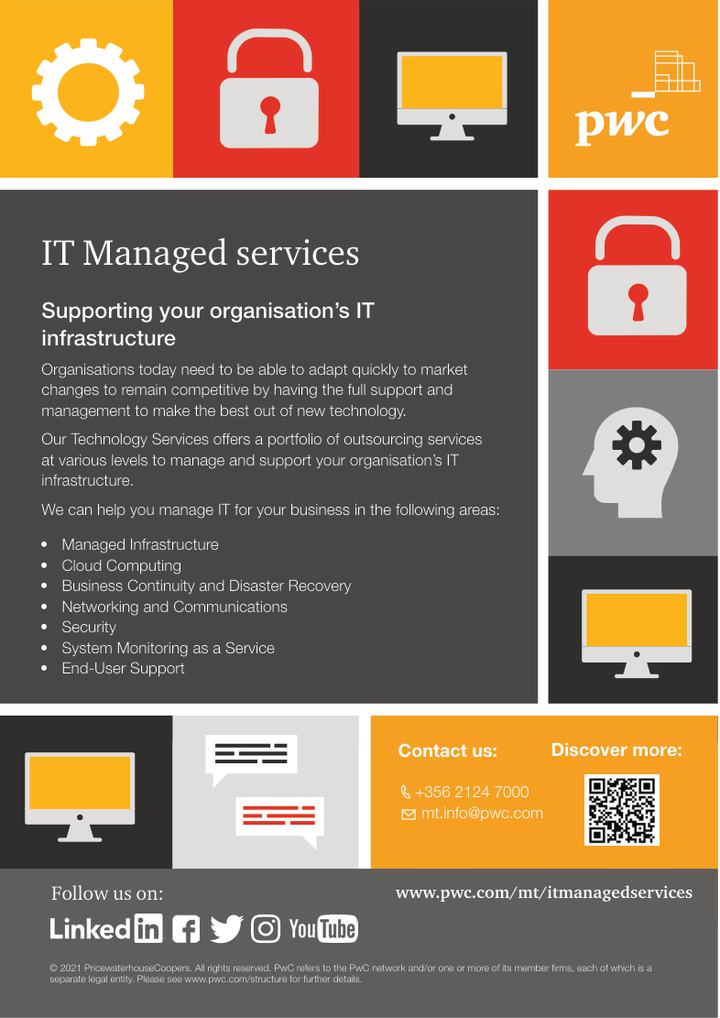 pwc
IT Managed services
Supporting your organisation's IT
infrastructure
Organisations today need to be able to adapt quickly to market
changes to remain competitive by having the full support and
management to make the best out of new technology.
Our Technology Services offers a portfolio of outsourcing services
at various levels to manage and support your organisation's IT
infrastructure.
We can help you manage IT for your business in the following areas:
• Managed Infrastructure
• Cloud Computing
• Business Continuity and Disaster Recovery
• Networking and Communications
• Security
• System Monitoring as a Service
• End-User Support
Contact us:
+356 2124 7000
mt.info@pwc.com
Discover more:
Follow us on:
www.pwc.com/mt/itmanagedservices
Linked in YouTube
© 2021 PricewaterhouseCoopers. All rights reserved. PwC refers to the PwC network and/or one or more of its member firms, each of which is a
separate legal entity. Please see www.pwc.com/structure for further details.